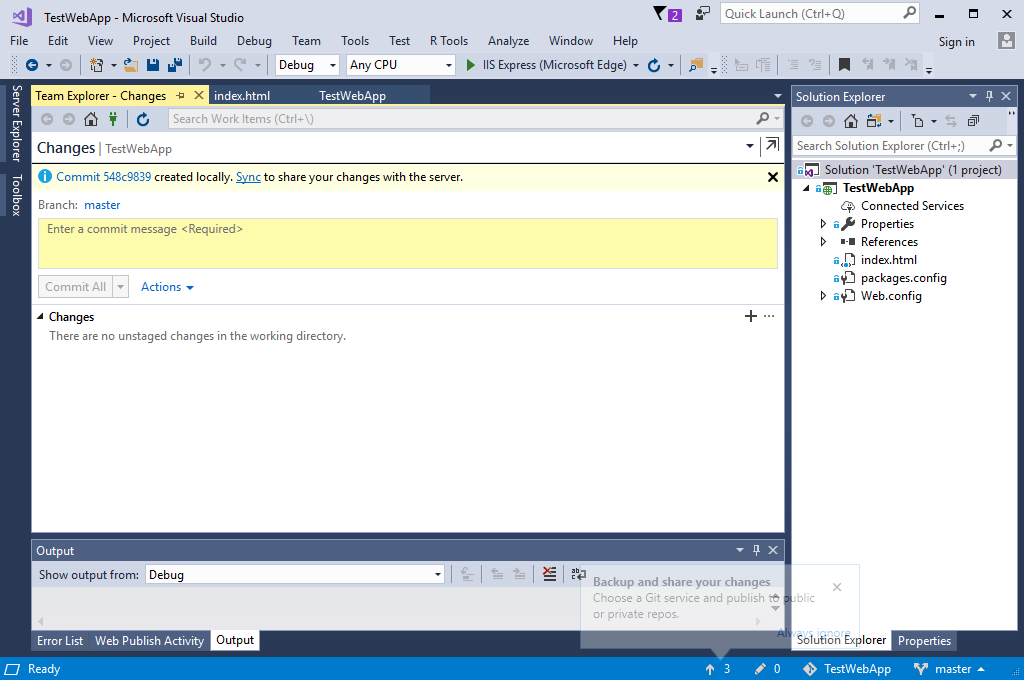 TestWebApp - Microsoft Visual Studio
2
Quick Launch (Ctrl+Q)
File Edit View Project Build Debug Team Tools Test R Tools Analyze Window Help
Sign in
Debug
Any CPU
IIS Express (Microsoft Edge)
Server Explorer
Toolbox
Team Explorer - Changes
index.html
TestWebApp
Search Work Items (Ctrl+\)
Changes | TestWebApp
Commit 548c9839 created locally. Sync to share your changes with the server.
Branch: master
Enter a commit message <Required>
Commit All
Actions
Changes
There are no unstaged changes in the working directory.
Solution Explorer
Search Solution Explorer (Ctrl+;)
Solution 'TestWebApp' (1 project)
TestWebApp
Connected Services
Properties
References
index.html
packages.config
Web.config
Output
Show output from: Debug
Backup and share your changes
Choose a Git service and publish to public
or private repos.
Always ignore
Error List Web Publish Activity Output
Solution Explorer Properties
Ready
3
0
TestWebApp
master